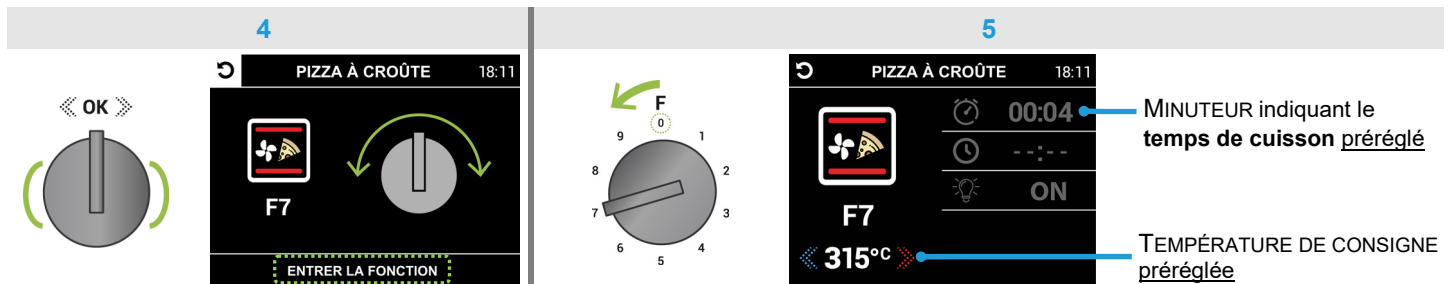 4
5
« OK »
PIZZA À CROÛTE 18:11
F7
ENTRER LA FONCTION
F
0
1
2
3
4
5
6
7
8
9
PIZZA À CROÛTE 18:11
00:04
--:--
ON
F7
« 315°C »
MINUTEUR indiquant le
temps de cuisson préréglé
TEMPÉRATURE DE CONSIGNE
préréglée